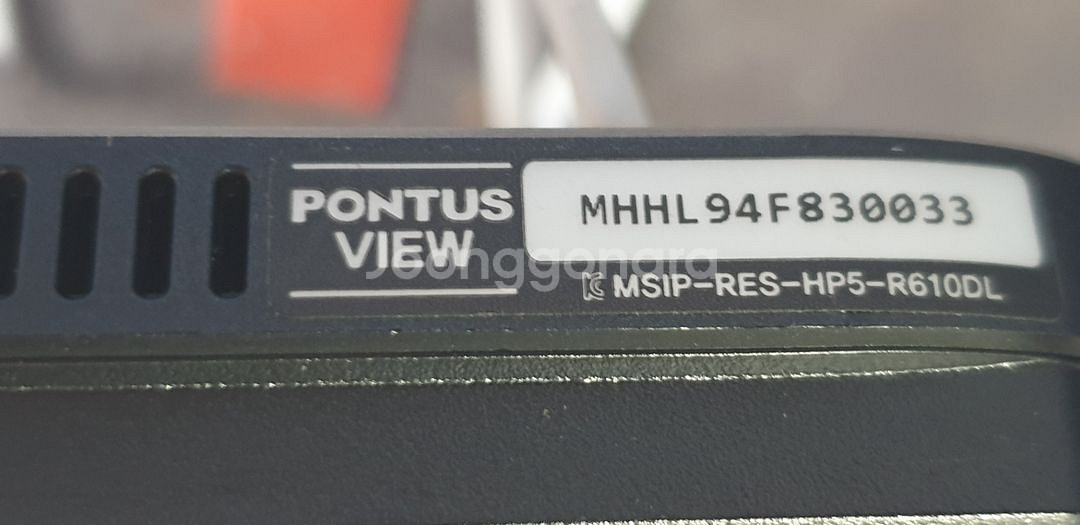 PONTUS
VIEW
MHHL94F830033
MSIP-RES-HP5-R610DL
Joonggonara